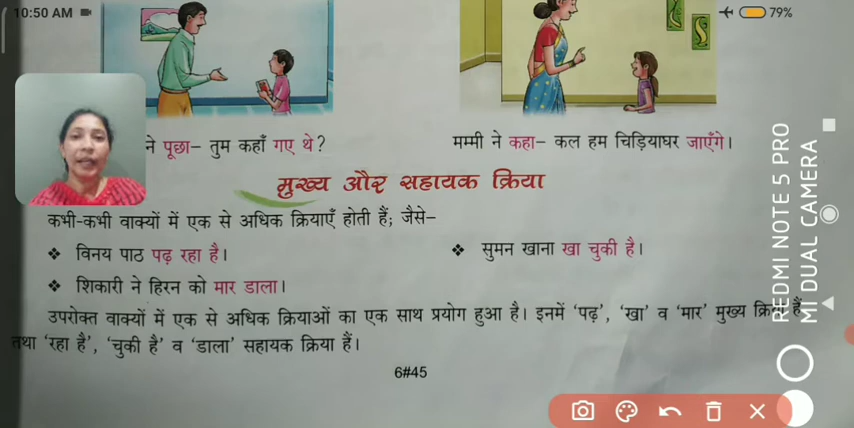 10:50 AM
79%
ने पूछा– तुम कहाँ गए थे?
मम्मी ने कहा– कल हम चिड़ियाघर जाएँगे।
मुख्य और सहायक क्रिया
कभी-कभी वाक्यों में एक से अधिक क्रियाएँ होती हैं; जैसे–
❖ विनय पाठ पढ़ रहा है।
❖ सुमन खाना खा चुकी है।
❖ शिकारी ने हिरन को मार डाला।
उपरोक्त वाक्यों में एक से अधिक क्रियाओं का एक साथ प्रयोग हुआ है। इनमें 'पढ़', 'खा' व 'मार' मुख्य क्रिया हैं
तथा 'रहा है', 'चुकी है' व 'डाला' सहायक क्रिया हैं।
6#45
REDMI NOTE 5 PRO
MI DUAL CAMERA